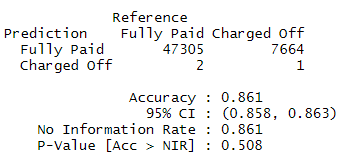 Reference
Prediction Fully Paid Charged Off
Fully Paid 47305 7664
Charged Off 2 1
Accuracy : 0.861
95% CI : (0.858, 0.863)
No Information Rate : 0.861
P-Value [Acc > NIR] : 0.508